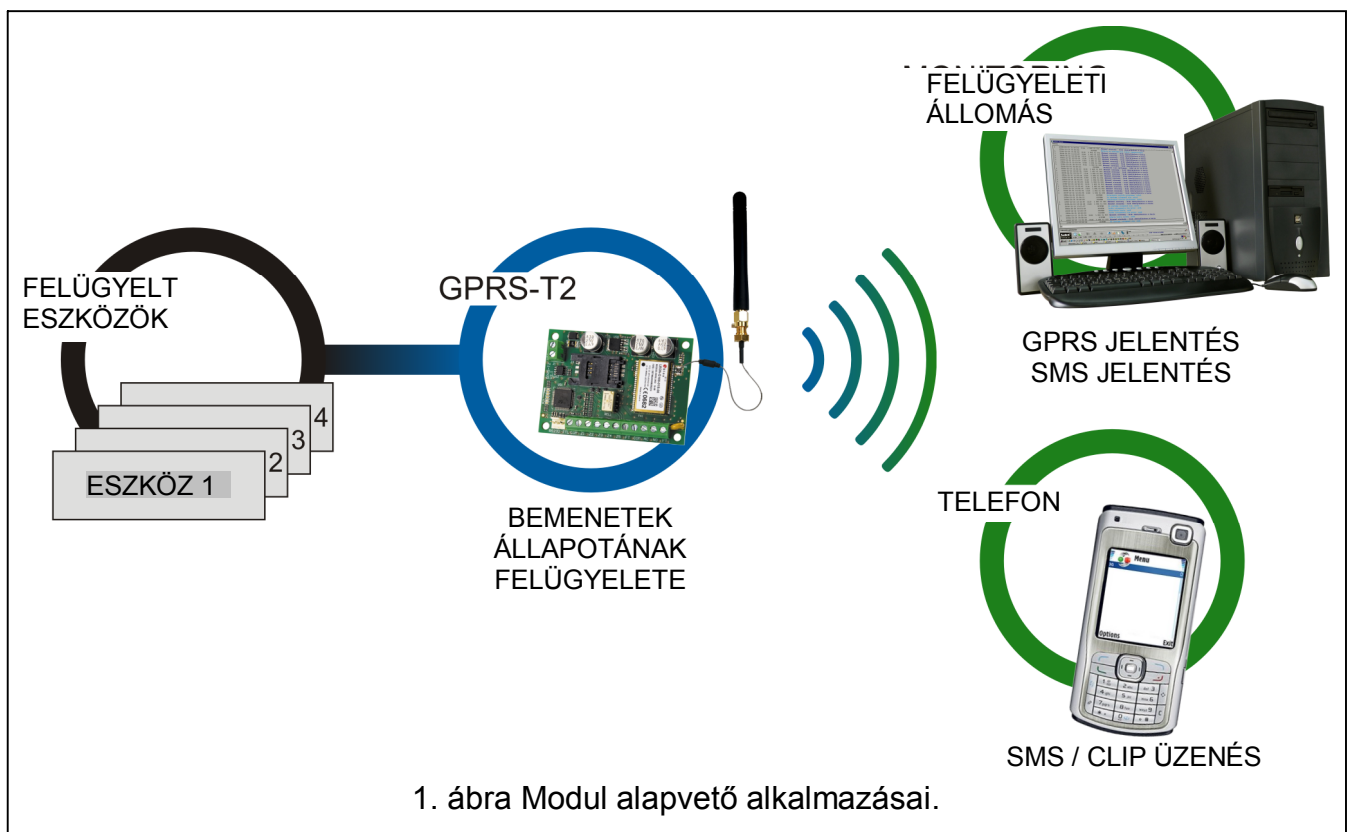 FELÜGYELETI
ÁLLOMÁS
FELÜGYELT
ESZKÖZÖK
GPRS-T2
GPRS JELENTÉS
SMS JELENTÉS
4
3
2
ESZKÖZ 1
BEMENETEK
ÁLLAPOTÁNAK
FELÜGYELETE
TELEFON
Menu
Options
Exit
SMS / CLIP ÜZENÉS
1. ábra Modul alapvető alkalmazásai.